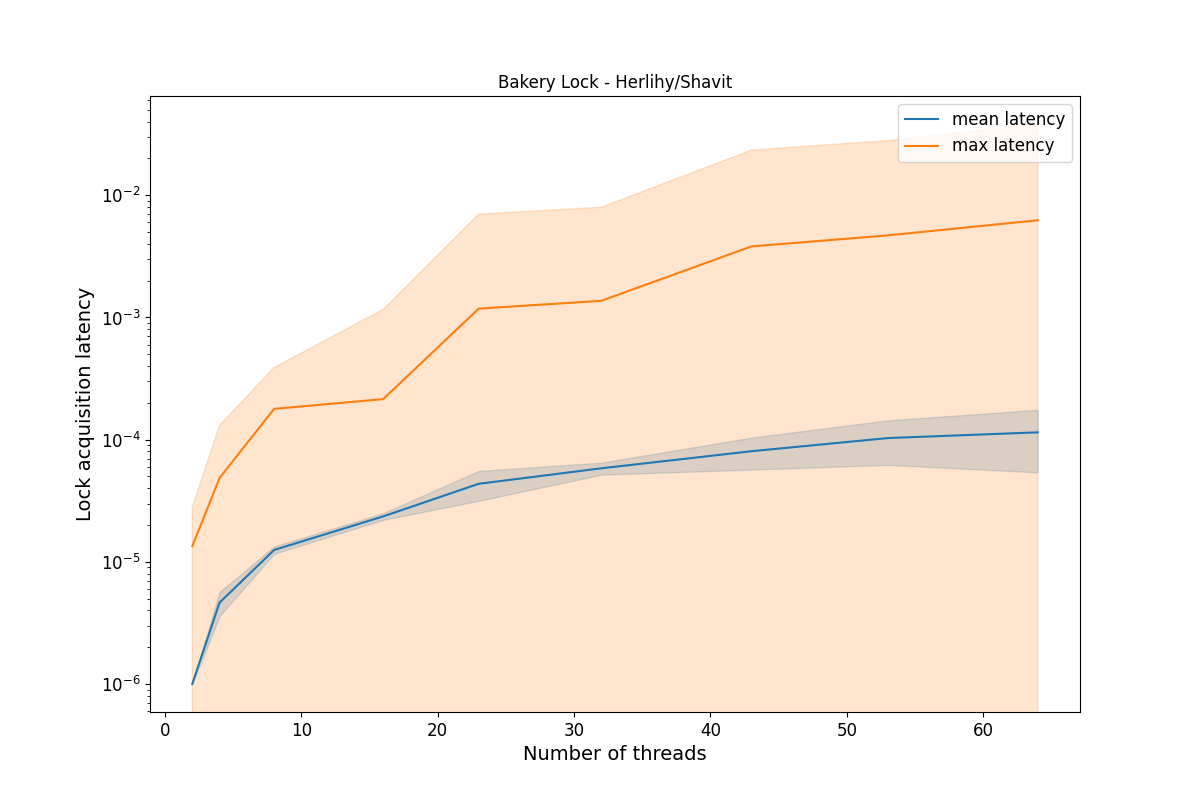 Bakery Lock - Herlihy/Shavit
mean latency
max latency
Lock acquisition latency
10⁻²
10⁻³
10⁻⁴
10⁻⁵
10⁻⁶
0 10 20 30 40 50 60
Number of threads